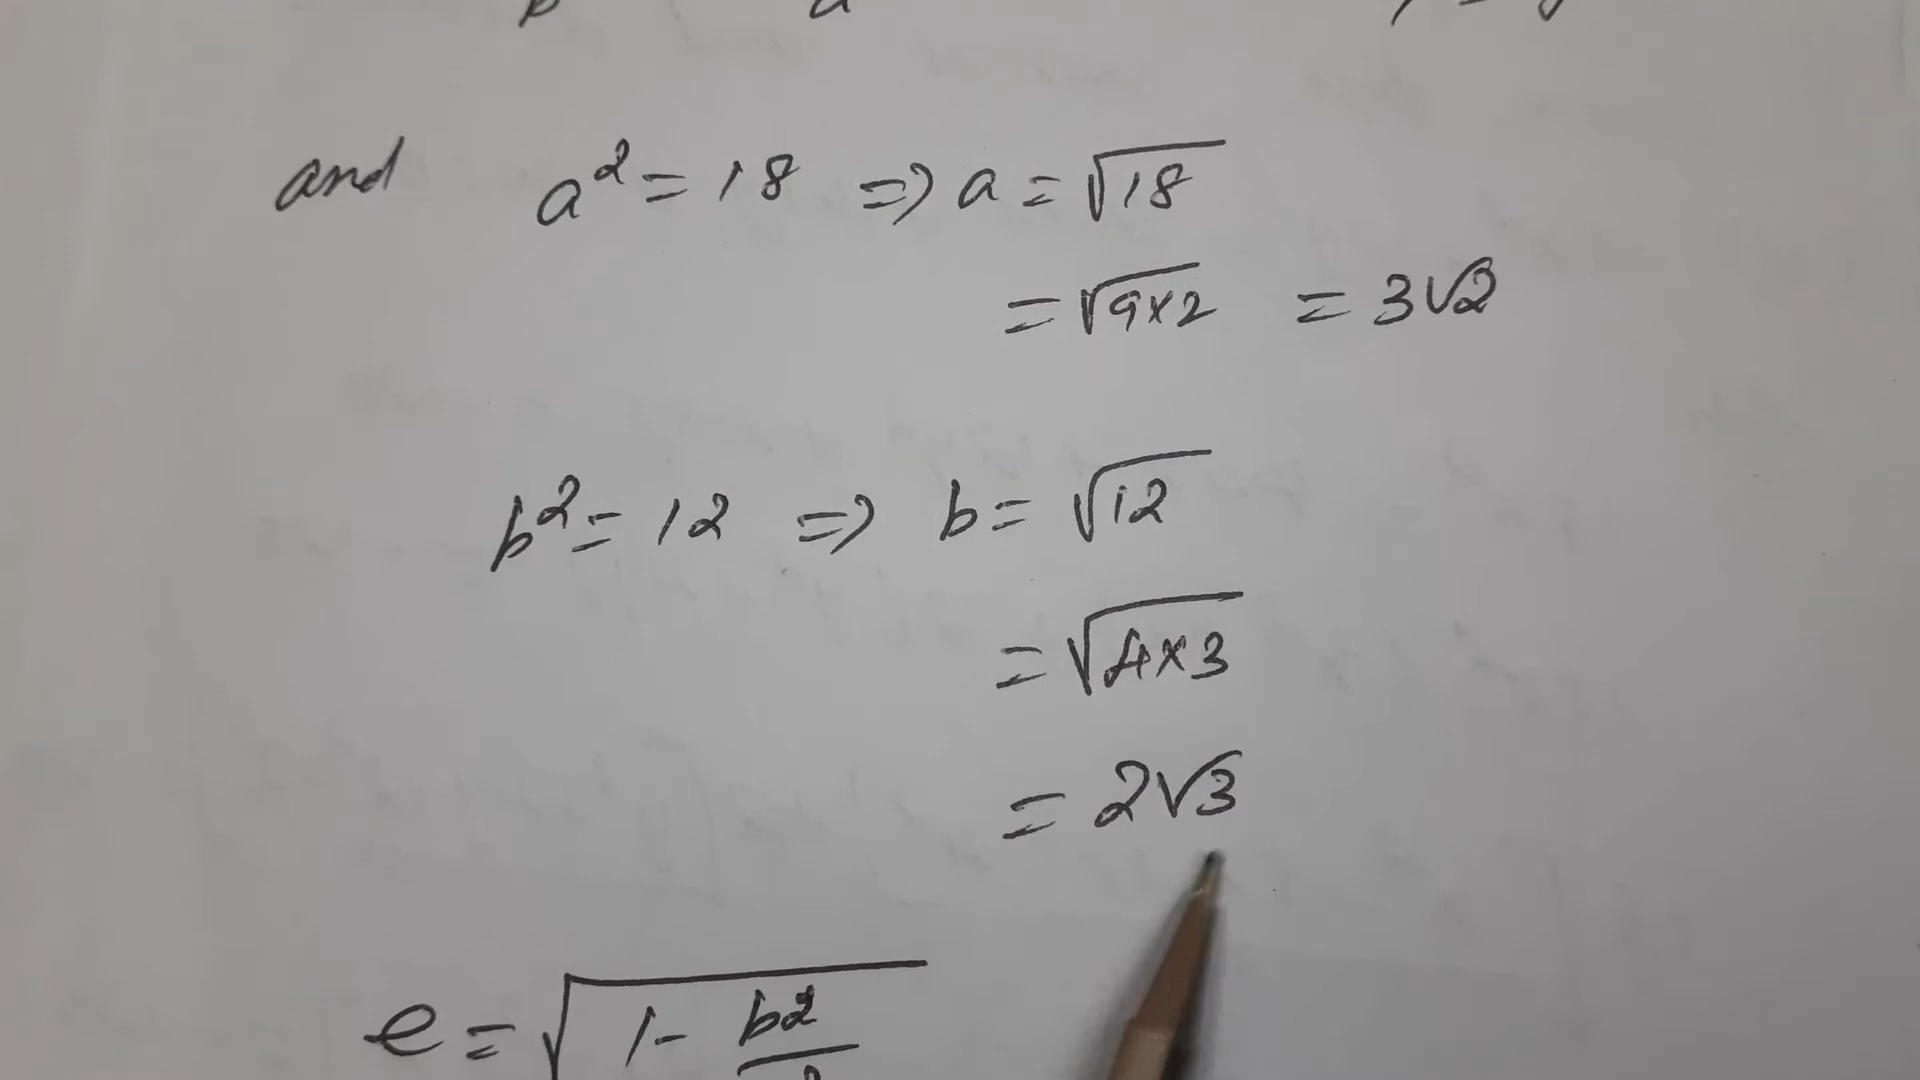 and a² = 18 => a = √18
= √9×2 = 3√2
b² = 12 => b = √12
= √4×3
= 2√3
e = √1 - b²